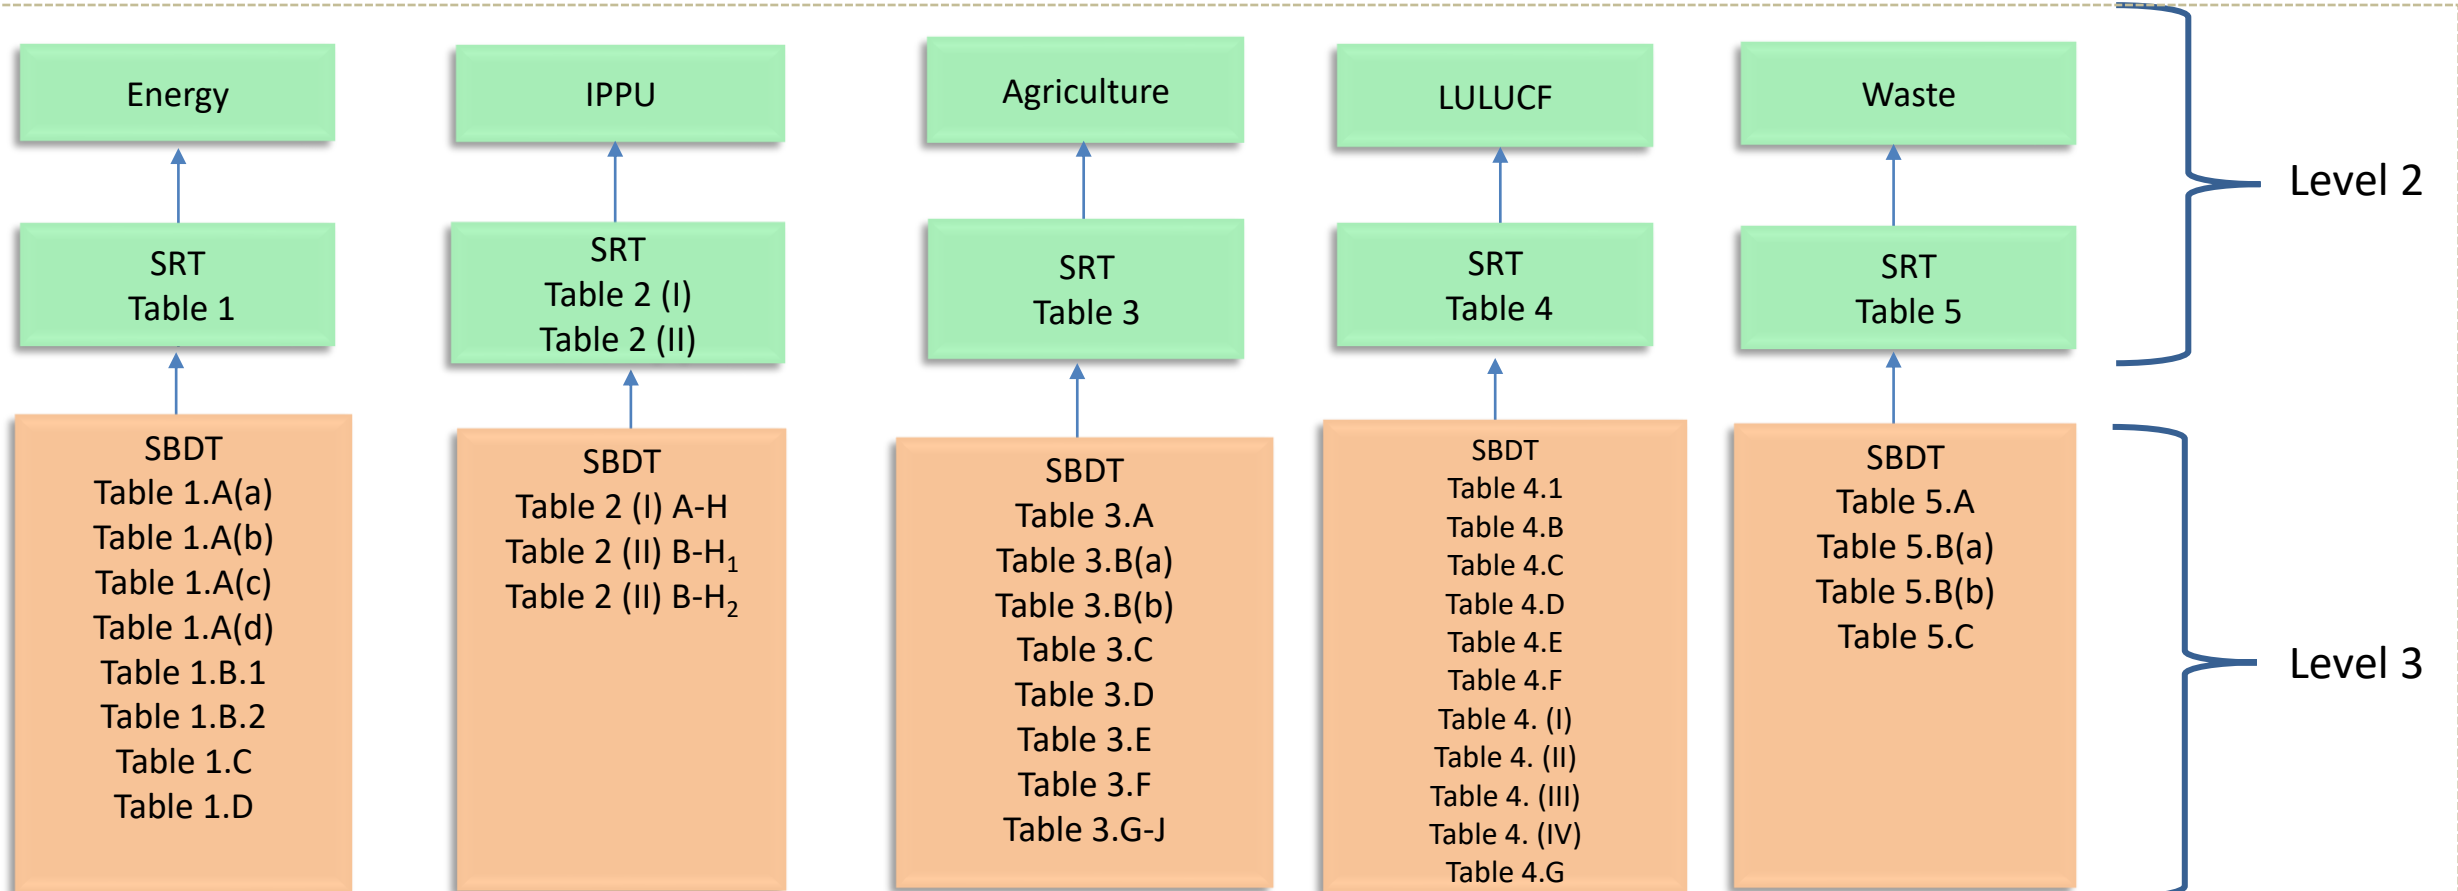 Energy
IPPU
Agriculture
LULUCF
Waste
Level 2
SRT
Table 1
SRT
Table 2 (I)
Table 2 (II)
SRT
Table 3
SRT
Table 4
SRT
Table 5
SBDT
Table 1.A(a)
Table 1.A(b)
Table 1.A(c)
Table 1.A(d)
Table 1.B.1
Table 1.B.2
Table 1.C
Table 1.D
SBDT
Table 2 (I) A-H
Table 2 (II) B-H₁
Table 2 (II) B-H₂
SBDT
Table 3.A
Table 3.B(a)
Table 3.B(b)
Table 3.C
Table 3.D
Table 3.E
Table 3.F
Table 3.G-J
SBDT
Table 4.1
Table 4.B
Table 4.C
Table 4.D
Table 4.E
Table 4.F
Table 4. (I)
Table 4. (II)
Table 4. (III)
Table 4. (IV)
Table 4.G
SBDT
Table 5.A
Table 5.B(a)
Table 5.B(b)
Table 5.C
Level 3